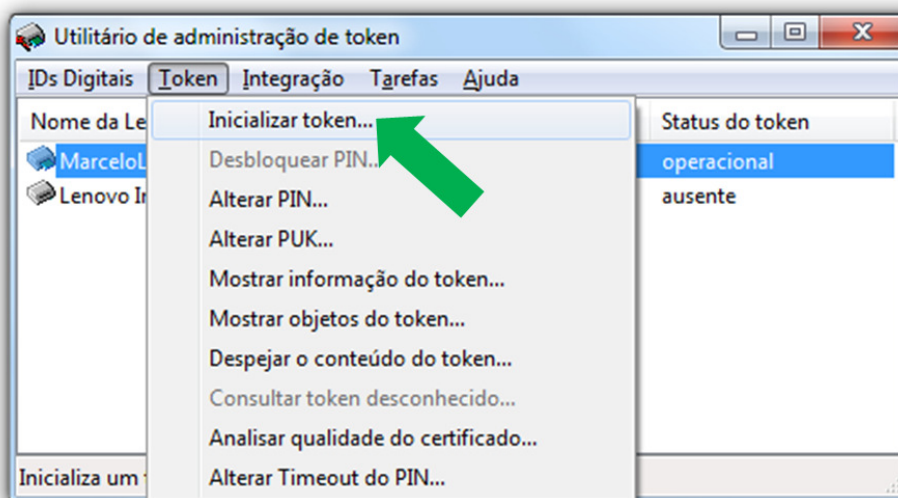 Utilitário de administração de token
IDs Digitais Token Integração Tarefas Ajuda
Nome da Le Status do token
MarceloL operacional
Lenovo Ir ausente
Inicializar token...
Desbloquear PIN...
Alterar PIN...
Alterar PUK...
Mostrar informação do token...
Mostrar objetos do token...
Despejar o conteúdo do token...
Consultar token desconhecido...
Analisar qualidade do certificado...
Alterar Timeout do PIN...
Inicializa um